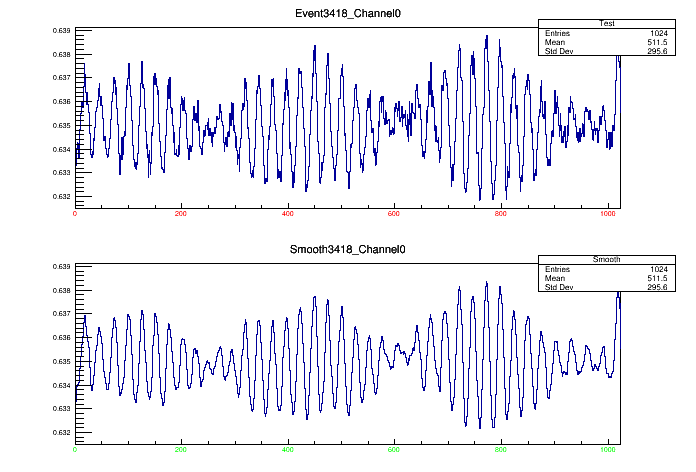 Event3418_Channel0
Test
Entries 1024
Mean 511.5
Std Dev 295.6
0.639
0.638
0.637
0.636
0.635
0.634
0.633
0.632
0 200 400 600 800 1000
Smooth3418_Channel0
Smooth
Entries 1024
Mean 511.5
Std Dev 295.6
0.639
0.638
0.637
0.636
0.635
0.634
0.633
0.632
0 200 400 600 800 1000